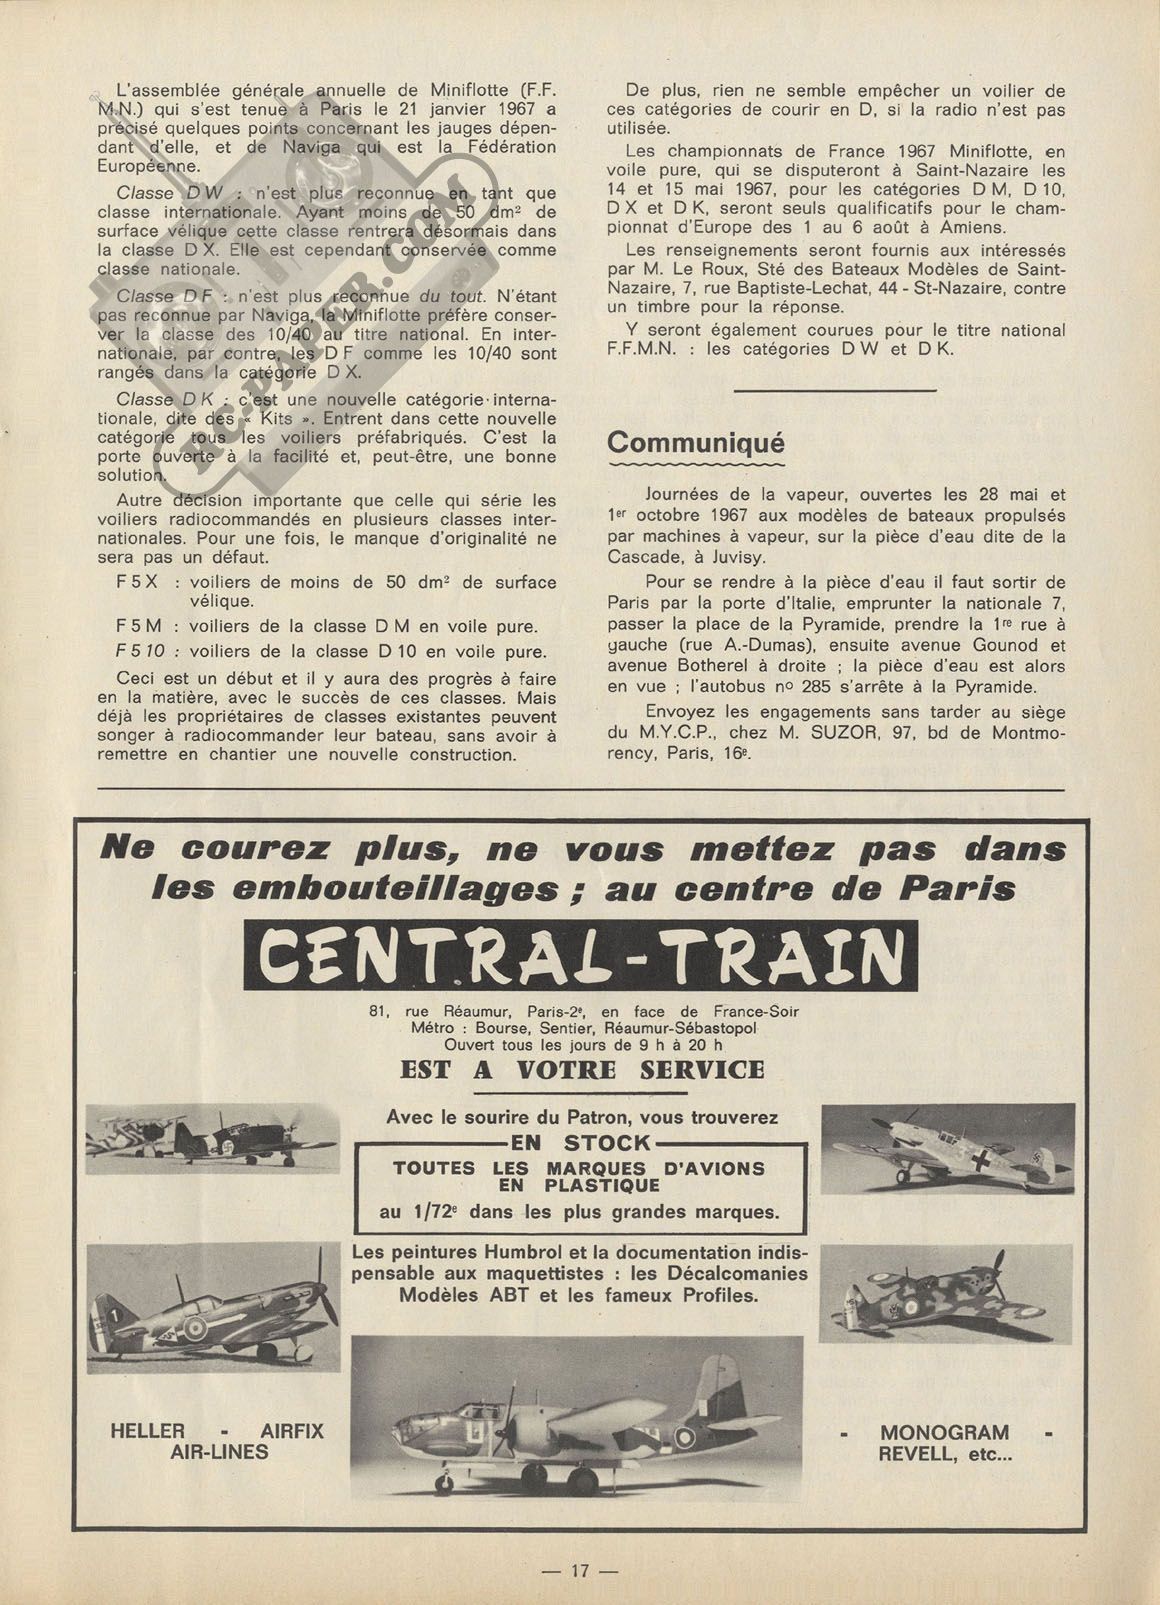 L'assemblée générale annuelle de Miniflotte (F.F.
M.N.) qui s'est tenue à Paris le 21 janvier 1967 a
précisé quelques points concernant les jauges dépen-
dant d'elle, et de Naviga qui est la Fédération
Européenne.
Classe DW : n'est plus reconnue en tant que
classe internationale. Ayant moins de 50 dm² de
surface vélique cette classe rentrera désormais dans
la classe DX. Elle est cependant conservée comme
classe nationale.
Classe DF : n'est plus reconnue du tout. N'étant
pas reconnue par Naviga, la Miniflotte préfère conser-
ver la classe des 10/40 au titre national. En inter-
nationale, par contre, les DF comme les 10/40 sont
rangés dans la catégorie DX.
Classe DK : c'est une nouvelle catégorie interna-
tionale, dite des « Kits ». Entrent dans cette nouvelle
catégorie tous les voiliers préfabriqués. C'est la
porte ouverte à la facilité et, peut-être, une bonne
solution.
Autre décision importante que celle qui série les
voiliers radiocommandés en plusieurs classes inter-
nationales. Pour une fois, le manque d'originalité ne
sera pas un défaut.
F5X : voiliers de moins de 50 dm² de surface
vélique.
F5M : voiliers de la classe DM en voile pure.
F510 : voiliers de la classe D10 en voile pure.
Ceci est un début et il y aura des progrès à faire
en la matière, avec le succès de ces classes. Mais
déjà les propriétaires de classes existantes peuvent
songer à radiocommander leur bateau, sans avoir à
remettre en chantier une nouvelle construction.
RC-PAPER.COM
De plus, rien ne semble empêcher un voilier de
ces catégories de courir en D, si la radio n'est pas
utilisée.
Les championnats de France 1967 Miniflotte, en
voile pure, qui se disputeront à Saint-Nazaire les
14 et 15 mai 1967, pour les catégories DM, D10,
DX et DK, seront seuls qualificatifs pour le cham-
pionnat d'Europe des 1 au 6 août à Amiens.
Les renseignements seront fournis aux intéressés
par M. Le Roux, Sté des Bateaux Modèles de Saint-
Nazaire, 7, rue Baptiste-Lechat, 44 - St-Nazaire, contre
un timbre pour la réponse.
Y seront également courues pour le titre national
F.F.M.N. : les catégories DW et DK.
Communiqué
Journées de la vapeur, ouvertes les 28 mai et
1er octobre 1967 aux modèles de bateaux propulsés
par machines à vapeur, sur la pièce d'eau dite de la
Cascade, à Juvisy.
Pour se rendre à la pièce d'eau il faut sortir de
Paris par la porte d'Italie, emprunter la nationale 7,
passer la place de la Pyramide, prendre la 1re rue à
gauche (rue A.-Dumas), ensuite avenue Gounod et
avenue Botherel à droite ; la pièce d'eau est alors
en vue ; l'autobus no 285 s'arrête à la Pyramide.
Envoyez les engagements sans tarder au siège
du M.Y.C.P., chez M. SUZOR, 97, bd de Montmo-
rency, Paris, 16e.
Ne courez plus, ne vous mettez pas dans
les embouteillages ; au centre de Paris
CENTRAL-TRAIN
81, rue Réaumur, Paris-2e, en face de France-Soir
Métro : Bourse, Sentier, Réaumur-Sébastopol
Ouvert tous les jours de 9 h à 20 h
EST A VOTRE SERVICE
Avec le sourire du Patron, vous trouverez
EN STOCK
TOUTES LES MARQUES D'AVIONS
EN PLASTIQUE
au 1/72e dans les plus grandes marques.
Les peintures Humbrol et la documentation indis-
pensable aux maquettistes : les Décalcomanies
Modèles ABT et les fameux Profiles.
HELLER - AIRFIX
AIR-LINES
- MONOGRAM -
REVELL, etc...
— 17 —